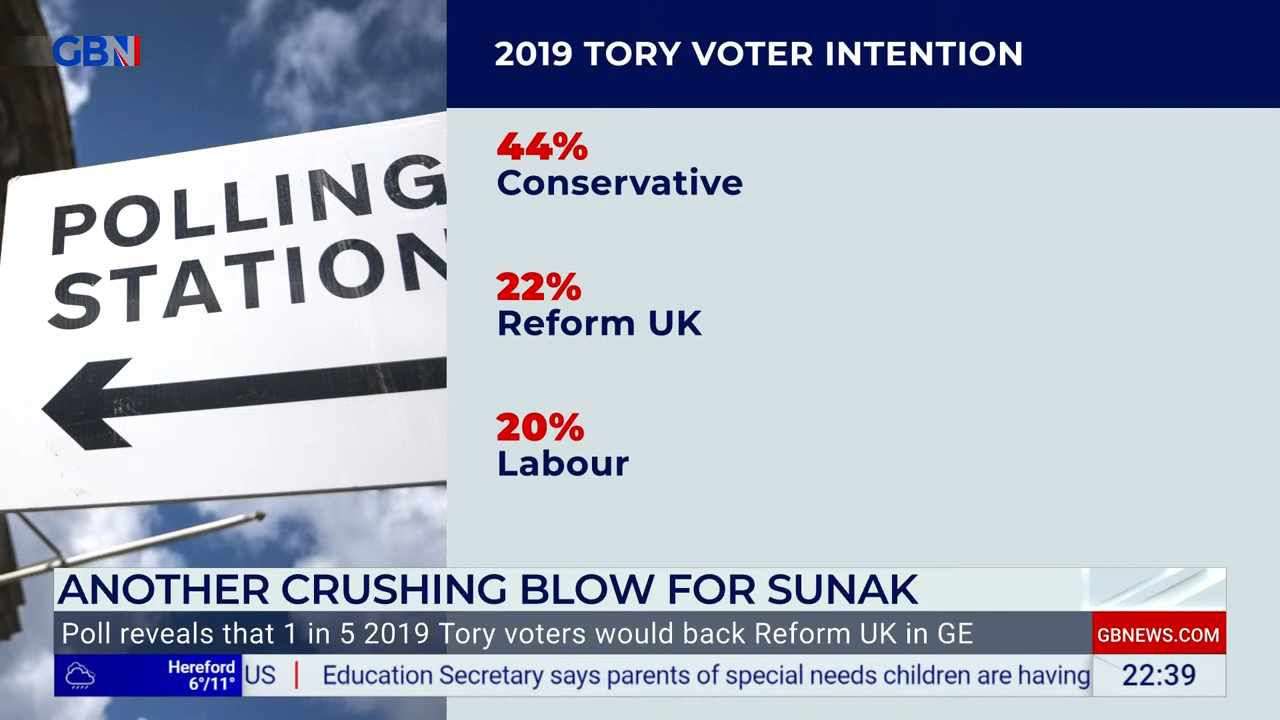 GBN
2019 TORY VOTER INTENTION
POLLING
STATION
44%
Conservative
22%
Reform UK
20%
Labour
ANOTHER CRUSHING BLOW FOR SUNAK
Poll reveals that 1 in 5 2019 Tory voters would back Reform UK in GE
GBNEWS.COM
Hereford
6°/11°
US | Education Secretary says parents of special needs children are having
22:39